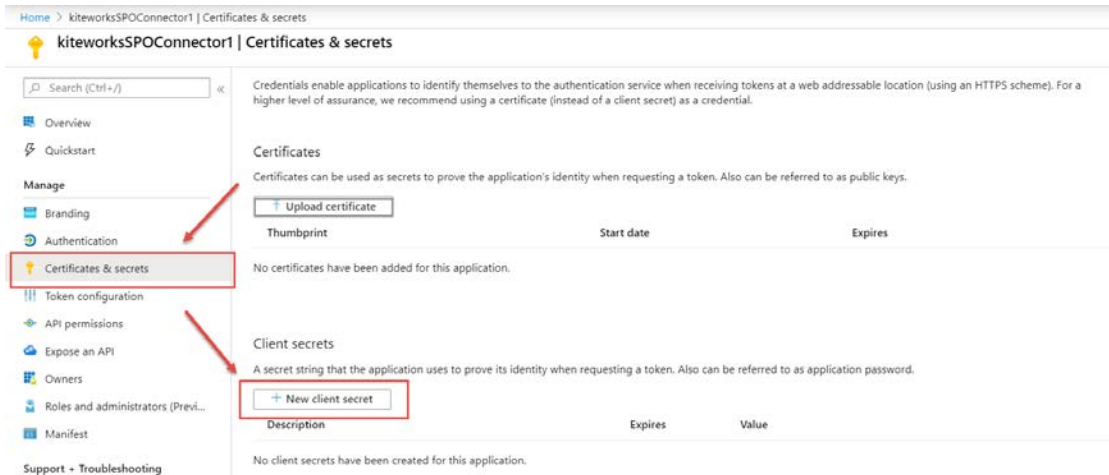 Home > kiteworksSPOConnector1 | Certificates & secrets
kiteworksSPOConnector1 | Certificates & secrets
Search (Ctrl+/)
«
Overview
Quickstart
Manage
Branding
Authentication
Certificates & secrets
Token configuration
API permissions
Expose an API
Owners
Roles and administrators (Previ...
Manifest
Support + Troubleshooting
Credentials enable applications to identify themselves to the authentication service when receiving tokens at a web addressable location (using an HTTPS scheme). For a
higher level of assurance, we recommend using a certificate (instead of a client secret) as a credential.
Certificates
Certificates can be used as secrets to prove the application's identity when requesting a token. Also can be referred to as public keys.
Upload certificate
Thumbprint Start date Expires
No certificates have been added for this application.
Client secrets
A secret string that the application uses to prove its identity when requesting a token. Also can be referred to as application password.
+ New client secret
Description Expires Value
No client secrets have been created for this application.